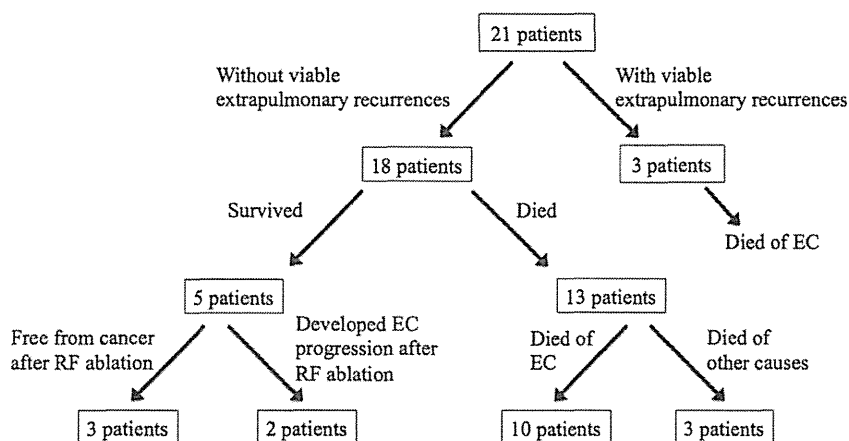 21 patients
Without viable
extrapulmonary recurrences
With viable
extrapulmonary recurrences
18 patients
3 patients
Survived
Died
Died of EC
5 patients
13 patients
Free from cancer
after RF ablation
Developed EC
progression after
RF ablation
Died of
EC
Died of
other causes
3 patients
2 patients
10 patients
3 patients